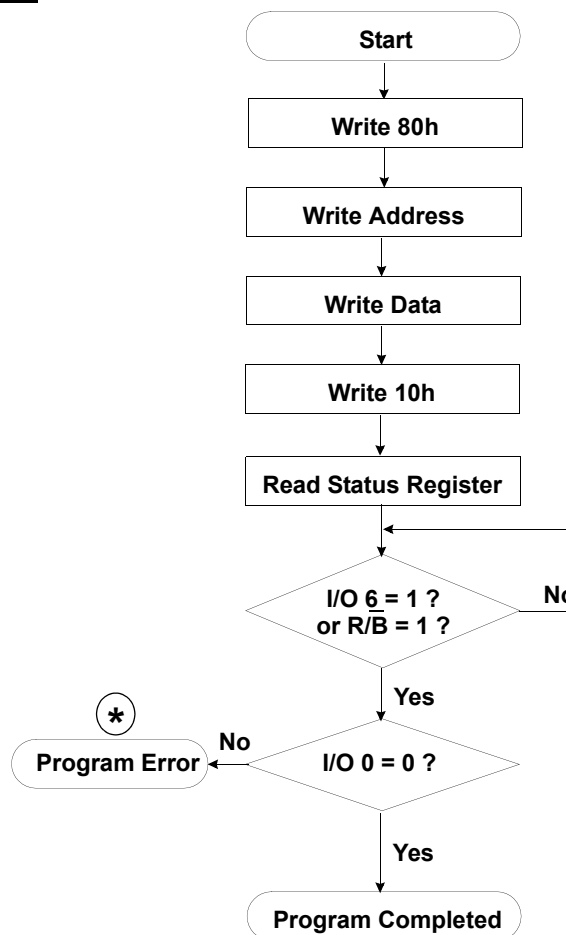 Start
Write 80h
Write Address
Write Data
Write 10h
Read Status Register
I/O 6 = 1 ?
or R/B̅ = 1 ?
No
Yes
*
No
Program Error
I/O 0 = 0 ?
Yes
Program Completed